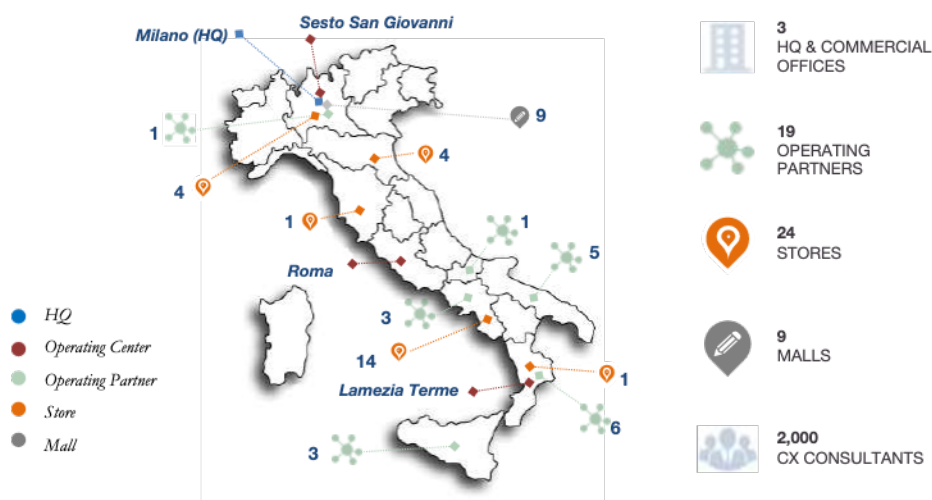 Sesto San Giovanni
Milano (HQ)
9
1
4
4
1
1
5
Roma
3
14
Lamezia Terme
1
6
3
HQ
Operating Center
Operating Partner
Store
Mall
3
HQ & COMMERCIAL
OFFICES
19
OPERATING
PARTNERS
24
STORES
9
MALLS
2,000
CX CONSULTANTS